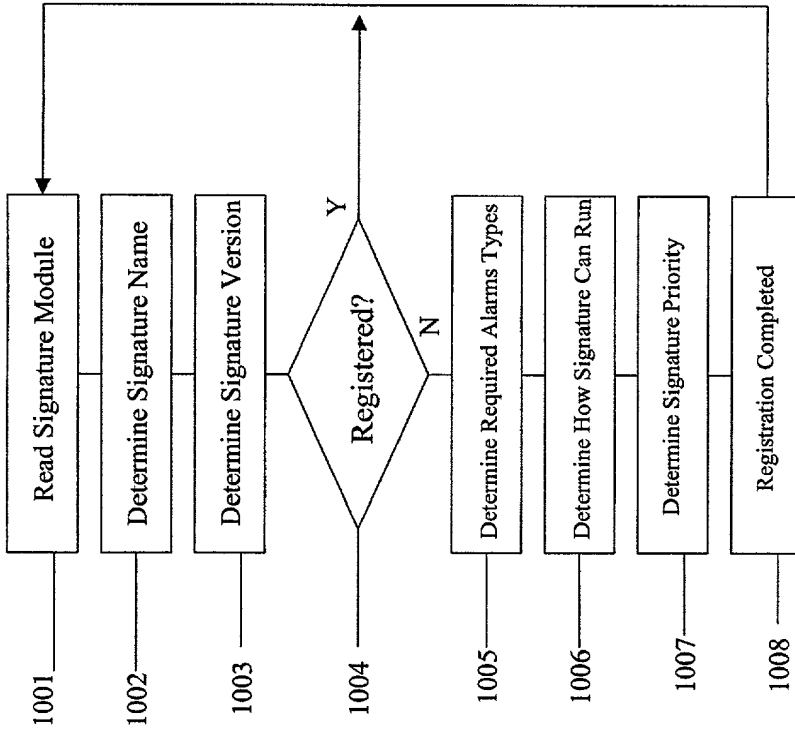 1001
Read Signature Module
1002
Determine Signature Name
1003
Determine Signature Version
1004
Registered?
Y
N
1005
Determine Required Alarms Types
1006
Determine How Signature Can Run
1007
Determine Signature Priority
1008
Registration Completed